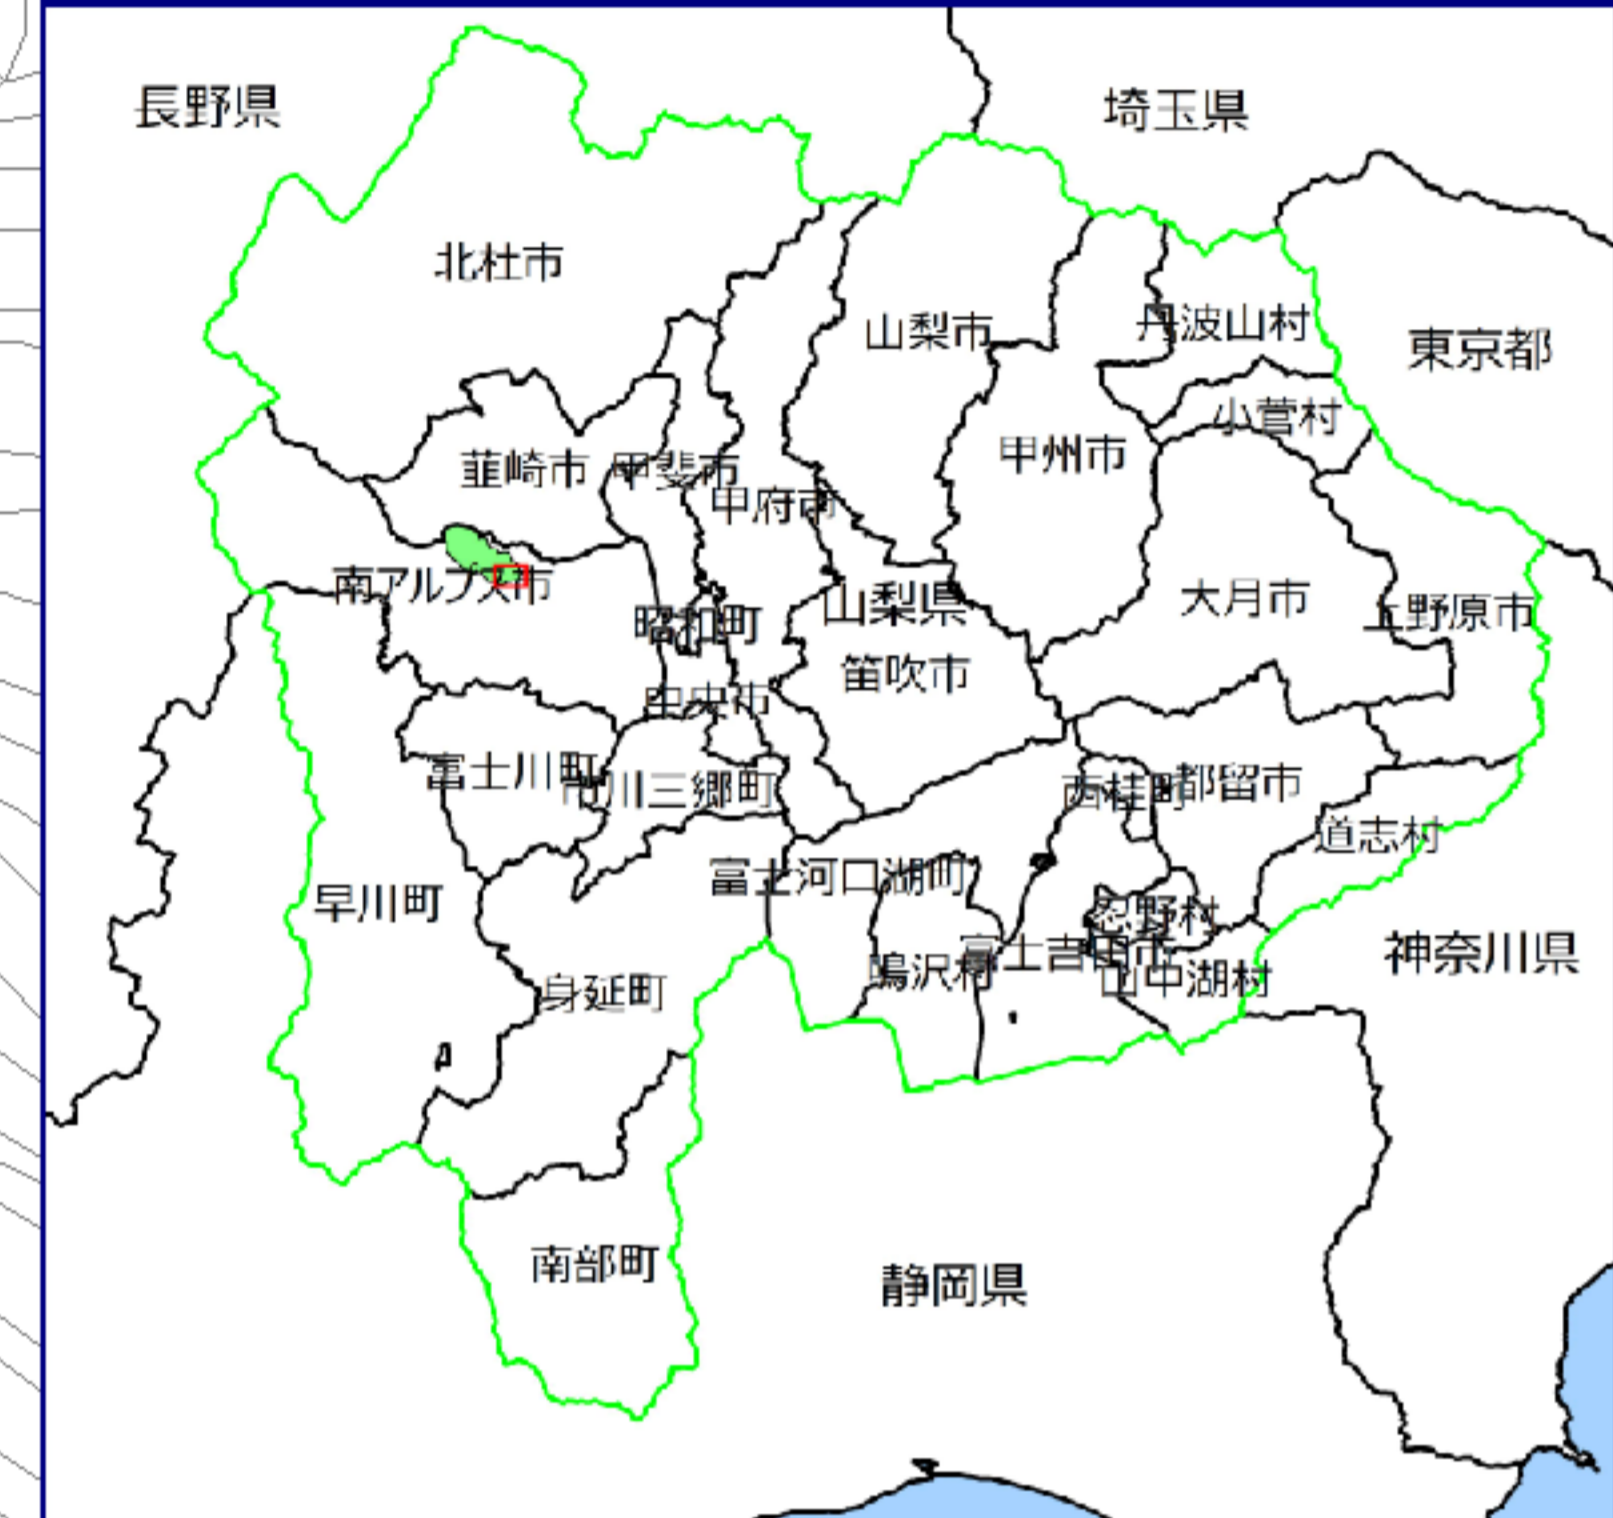 長野県
埼玉県
北杜市
山梨市
丹波山村
東京都
小菅村
甲州市
韮崎市
甲斐市
甲府市
南アルプス市
昭和町
山梨県
大月市
上野原市
笛吹市
中央市
富士川町
市川三郷町
西桂町
都留市
道志村
富士河口湖町
早川町
忍野村
富士吉田市
神奈川県
鳴沢村
山中湖村
身延町
南部町
静岡県